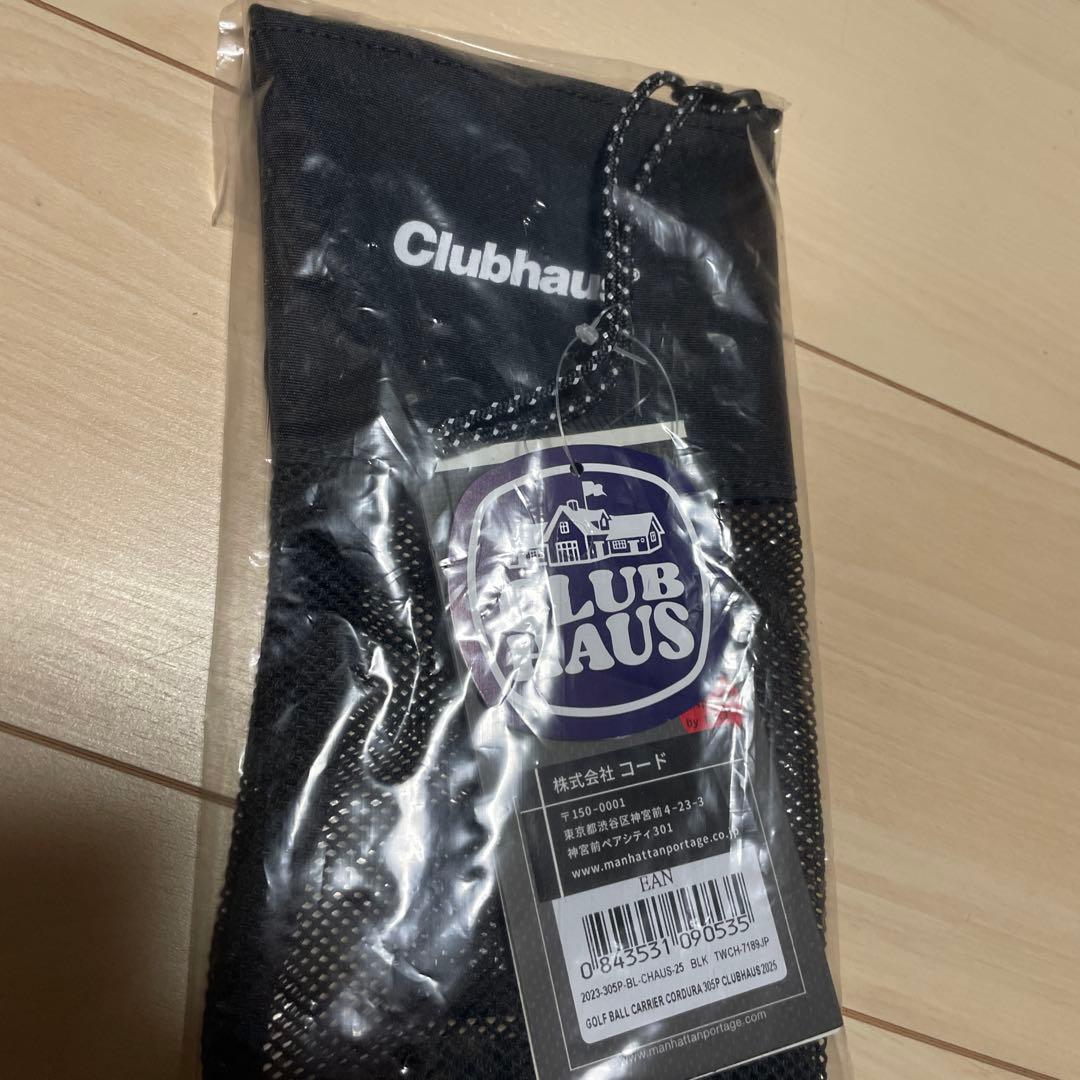 Clubhaus®
CLUB
HAUS
by
株式会社 コード
〒150-0001
東京都渋谷区神宮前4-23-3
神宮前ペアシティ301
www.manhattanportage.co.jp
EAN
0 843531 090535
2023-305P-BL-CHAUS-25 BLK TWCH-7189JP
GOLF BALL CARRIER CORDURA 305P CLUBHAUS 2025
www.manhattanportage.com